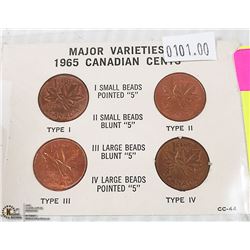 MAJOR VARIETIES
0101.00
1965 CANADIAN CENTS
I SMALL BEADS
POINTED "5"
TYPE I
II SMALL BEADS
BLUNT "5"
TYPE II
III LARGE BEADS
BLUNT "5"
IV LARGE BEADS
POINTED "5"
TYPE III
TYPE IV
CC-44